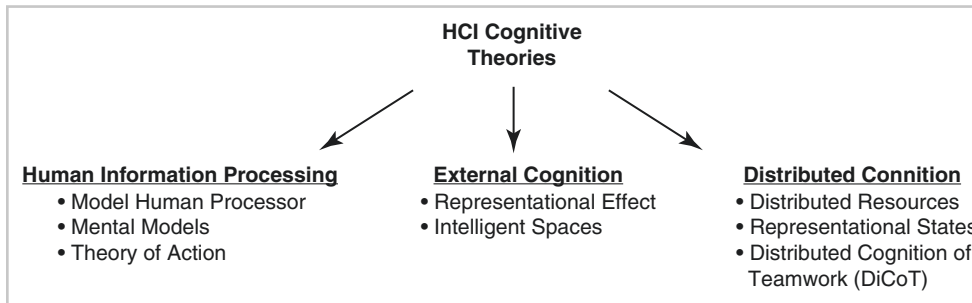 HCI Cognitive
Theories
Human Information Processing
• Model Human Processor
• Mental Models
• Theory of Action
External Cognition
• Representational Effect
• Intelligent Spaces
Distributed Connition
• Distributed Resources
• Representational States
• Distributed Cognition of
Teamwork (DiCoT)